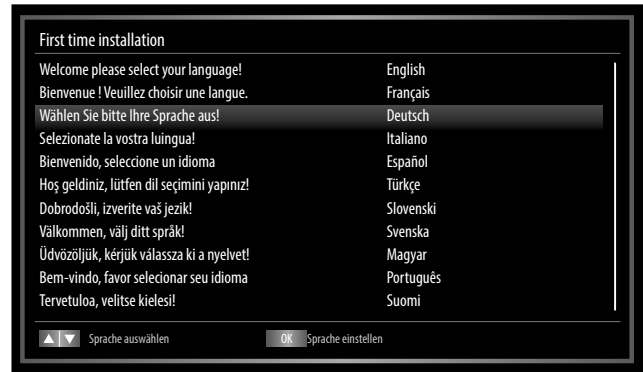 First time installation
Welcome please select your language! English
Bienvenue ! Veuillez choisir une langue. Français
Wählen Sie bitte Ihre Sprache aus! Deutsch
Selezionate la vostra luingua! Italiano
Bienvenido, seleccione un idioma Español
Hoş geldiniz, lütfen dil seçimini yapınız! Türkçe
Dobrodošli, izverite vaš jezik! Slovenski
Välkommen, välj ditt språk! Svenska
Üdvözöljük, kérjük válassza ki a nyelvet! Magyar
Bem-vindo, favor selecionar seu idioma Português
Tervetuloa, velitse kielesi! Suomi
Sprache auswählen OK Sprache einstellen